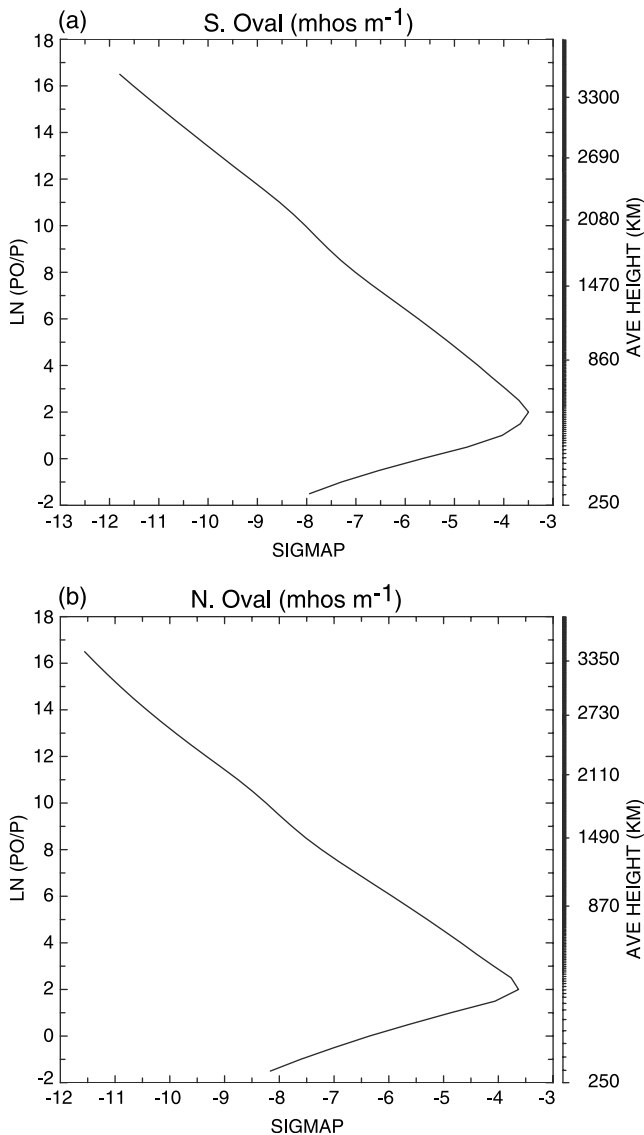 (a)
S. Oval (mhos m-1)
18
16
14
12
10
8
6
4
2
0
-2
LN (PO/P)
-13 -12 -11 -10 -9 -8 -7 -6 -5 -4 -3
SIGMAP
3300
2690
2080
1470
860
250
AVE HEIGHT (KM)
(b)
N. Oval (mhos m-1)
18
16
14
12
10
8
6
4
2
0
-2
LN (PO/P)
-12 -11 -10 -9 -8 -7 -6 -5 -4 -3
SIGMAP
3350
2730
2110
1490
870
250
AVE HEIGHT (KM)